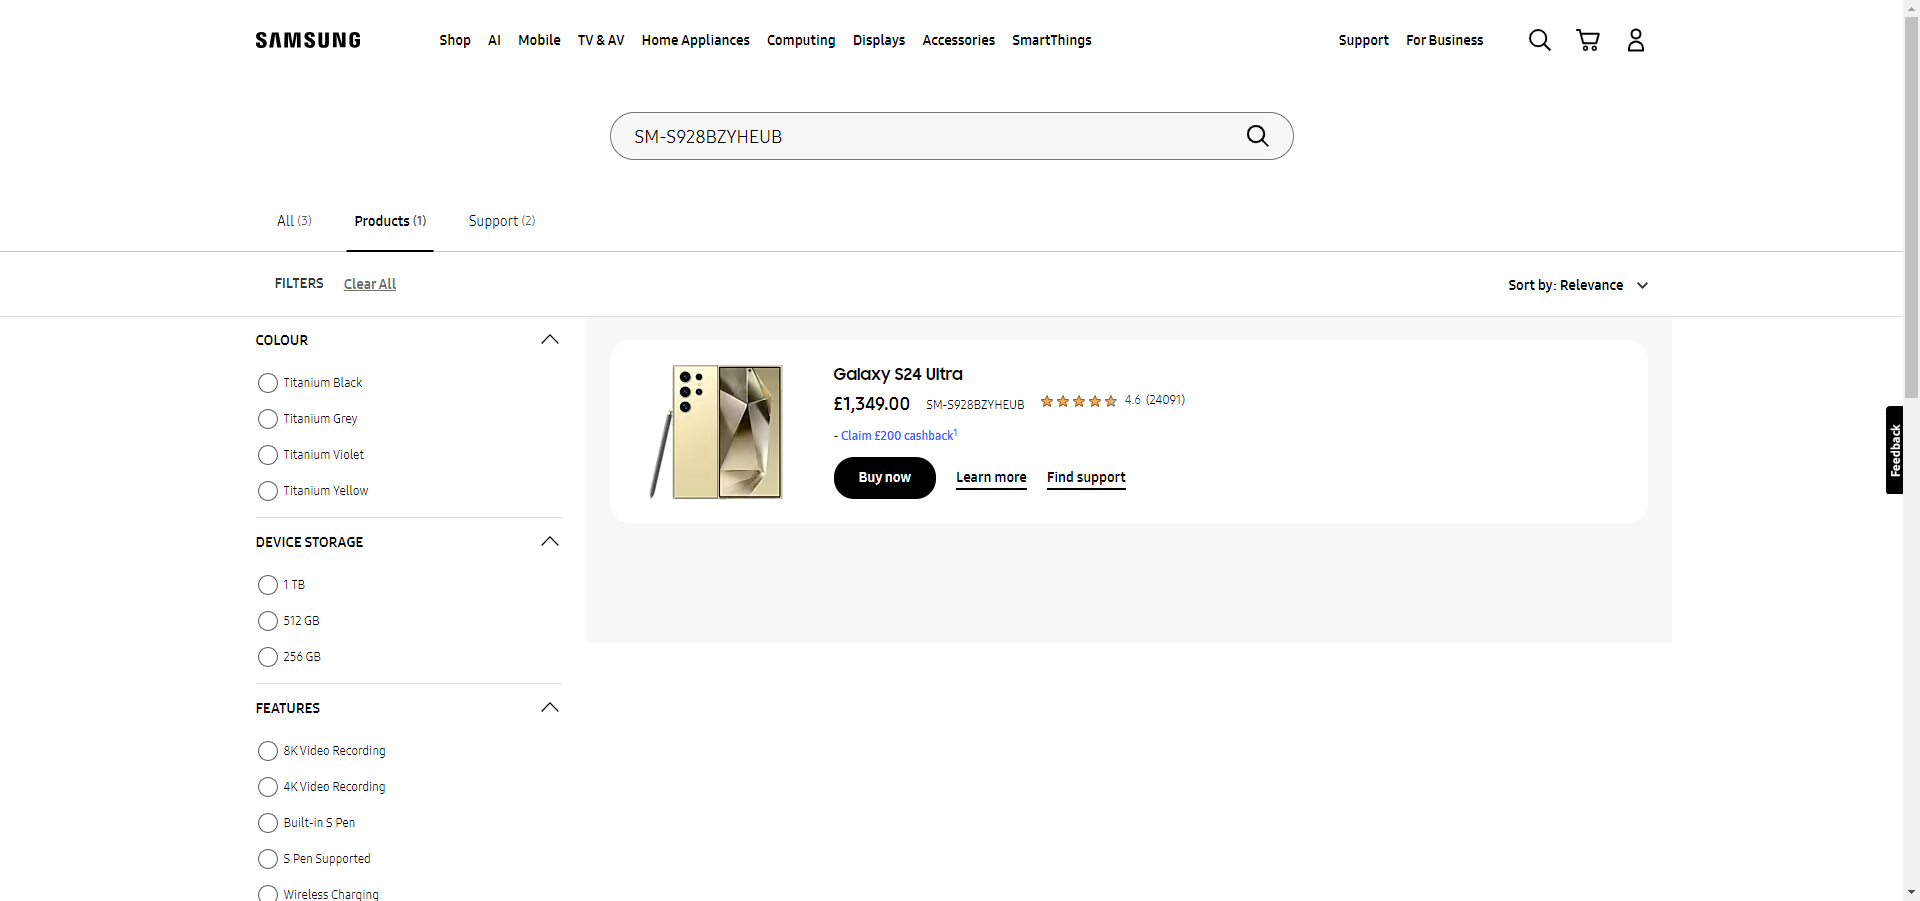 SAMSUNG
Shop AI Mobile TV & AV Home Appliances Computing Displays Accessories SmartThings Support For Business
SM-S928BZYHEUB
All (3) Products (1) Support (2)
FILTERS Clear All Sort by: Relevance
COLOUR
Titanium Black
Titanium Grey
Titanium Violet
Titanium Yellow
DEVICE STORAGE
1 TB
512 GB
256 GB
FEATURES
8K Video Recording
4K Video Recording
Built-in S Pen
S Pen Supported
Wireless Charging
Galaxy S24 Ultra
£1,349.00 SM-S928BZYHEUB 4.6 (24091)
- Claim £200 cashback¹
Buy now Learn more Find support
Feedback